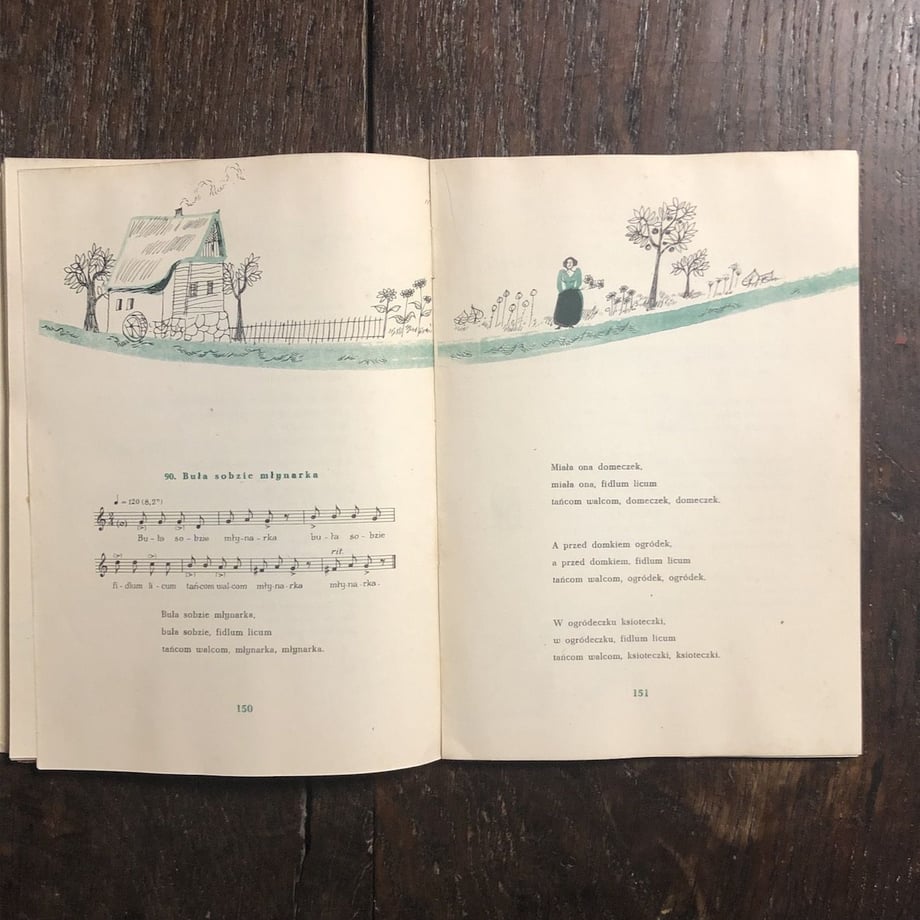 90. Buła sobzie młynarka
♩ = 120 (8,2")
Bu - ła so - bzie mły - na - rka bu - ła so - bzie
rit.
fi - dlum li - cum tańcom wal - com mły - na - rka mły - na - rka.
Buła sobzie młynarka,
buła sobzie, fidlum licum
tańcom walcom, młynarka, młynarka.
150
Miała ona domeczek,
miała ona, fidlum licum
tańcom walcom, domeczek, domeczek.
A przed domkiem ogródek,
a przed domkiem, fidlum licum
tańcom walcom, ogródek, ogródek.
W ogródeczku ksioteczki,
w ogródeczku, fidlum licum
tańcom walcom, ksioteczki, ksioteczki.
151